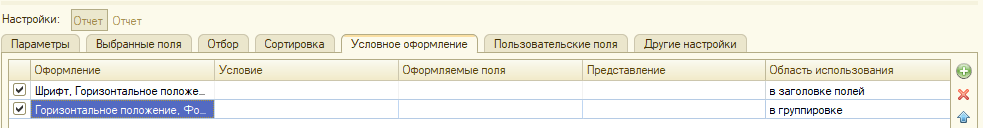 Настройки: Отчет Отчет
Параметры Выбранные поля Отбор Сортировка Условное оформление Пользовательские поля Другие настройки
Оформление Условие Оформляемые поля Представление Область использования
Шрифт, Горизонтальное положе... в заголовке полей
Горизонтальное положение, Фо... в группировке